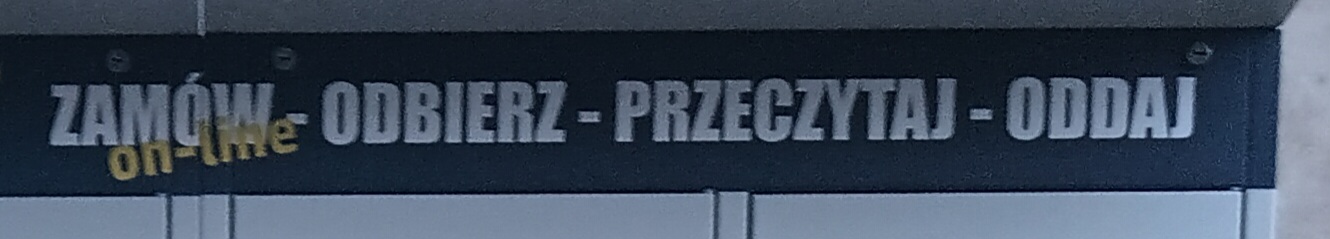 ZAMÓW - ODBIERZ - PRZECZYTAJ - ODDAJ
on-line